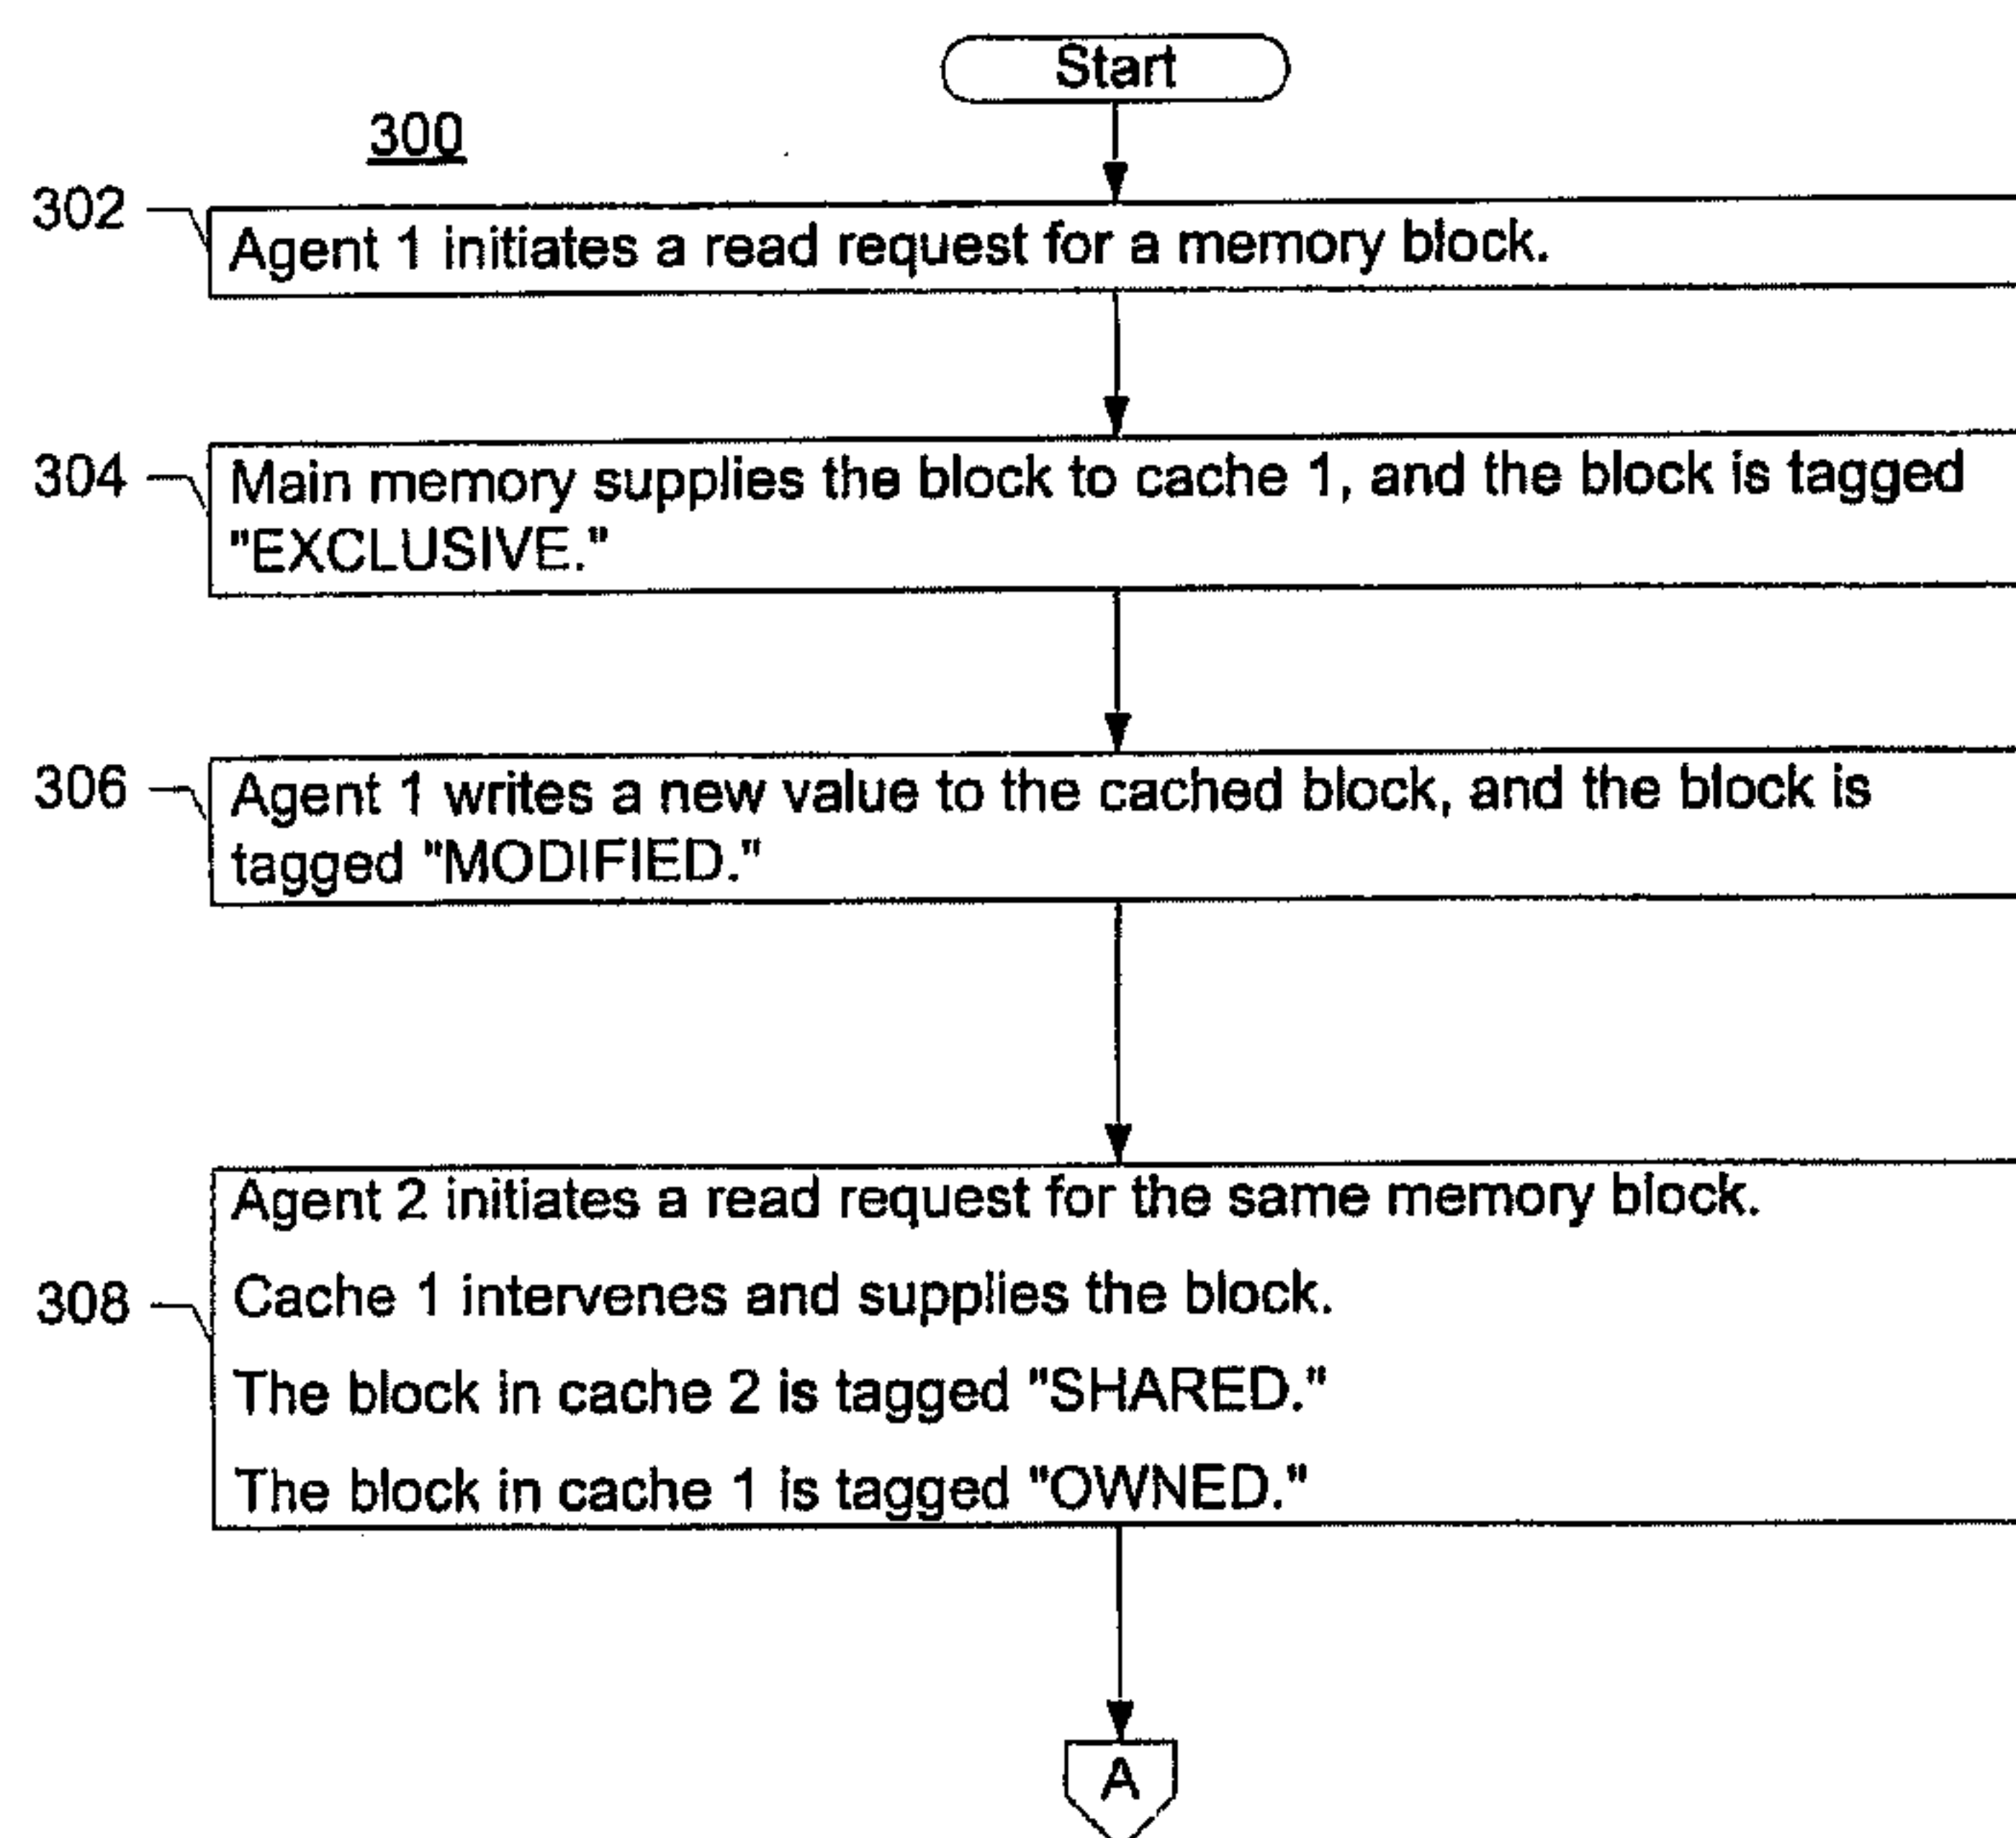 Start
300
302
Agent 1 initiates a read request for a memory block.
304
Main memory supplies the block to cache 1, and the block is tagged
"EXCLUSIVE."
306
Agent 1 writes a new value to the cached block, and the block is
tagged "MODIFIED."
308
Agent 2 initiates a read request for the same memory block.
Cache 1 intervenes and supplies the block.
The block in cache 2 is tagged "SHARED."
The block in cache 1 is tagged "OWNED."
A